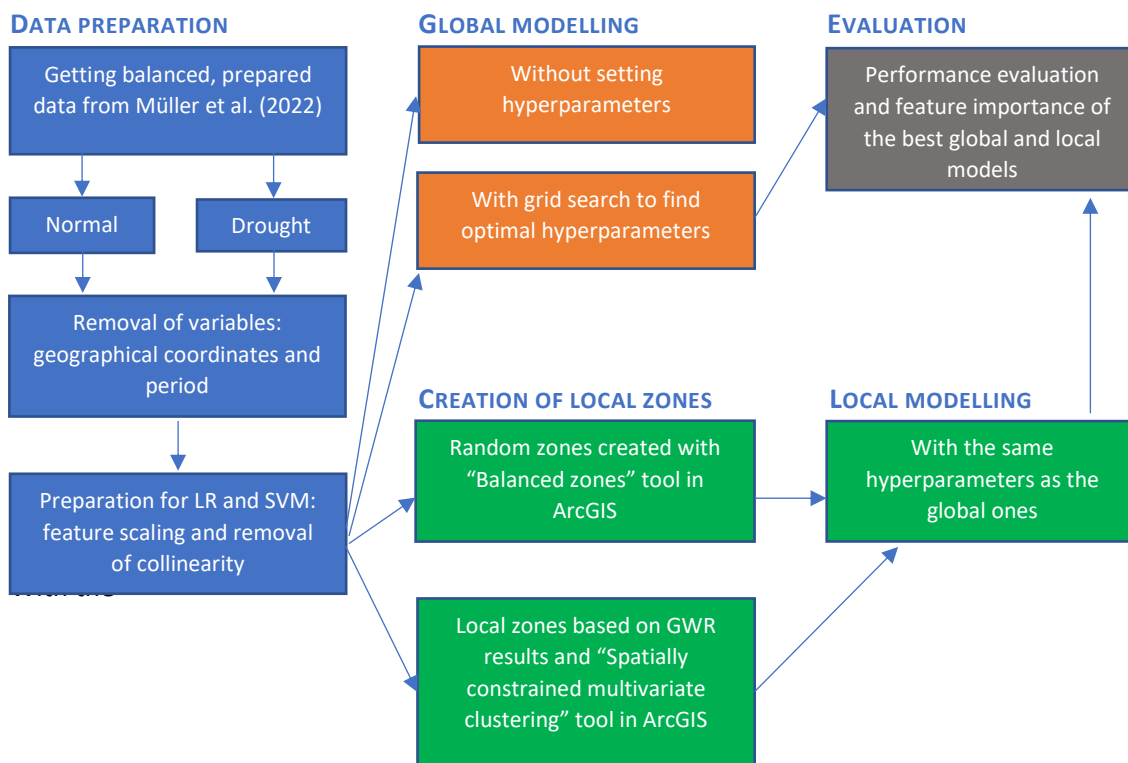 DATA PREPARATION
Getting balanced, prepared
data from Müller et al. (2022)
Normal
Drought
Removal of variables:
geographical coordinates and
period
Preparation for LR and SVM:
feature scaling and removal
of collinearity
GLOBAL MODELLING
Without setting
hyperparameters
With grid search to find
optimal hyperparameters
CREATION OF LOCAL ZONES
Random zones created with
“Balanced zones” tool in
ArcGIS
Local zones based on GWR
results and “Spatially
constrained multivariate
clustering” tool in ArcGIS
LOCAL MODELLING
With the same
hyperparameters as the
global ones
EVALUATION
Performance evaluation
and feature importance of
the best global and local
models